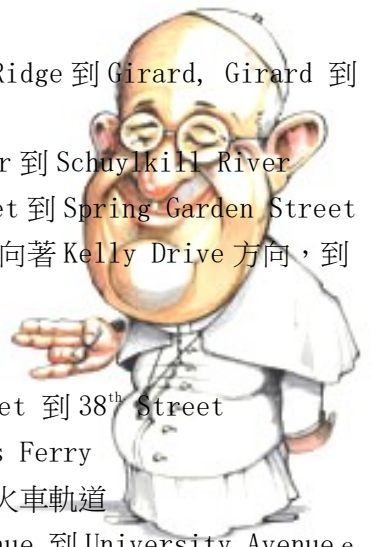 Ridge 到 Girard, Girard 到
r 到 Schuylkill River
et 到 Spring Garden Street
向著 Kelly Drive 方向，到
et 到 38th Street
s Ferry
火車軌道
nue 到 University Avenue e